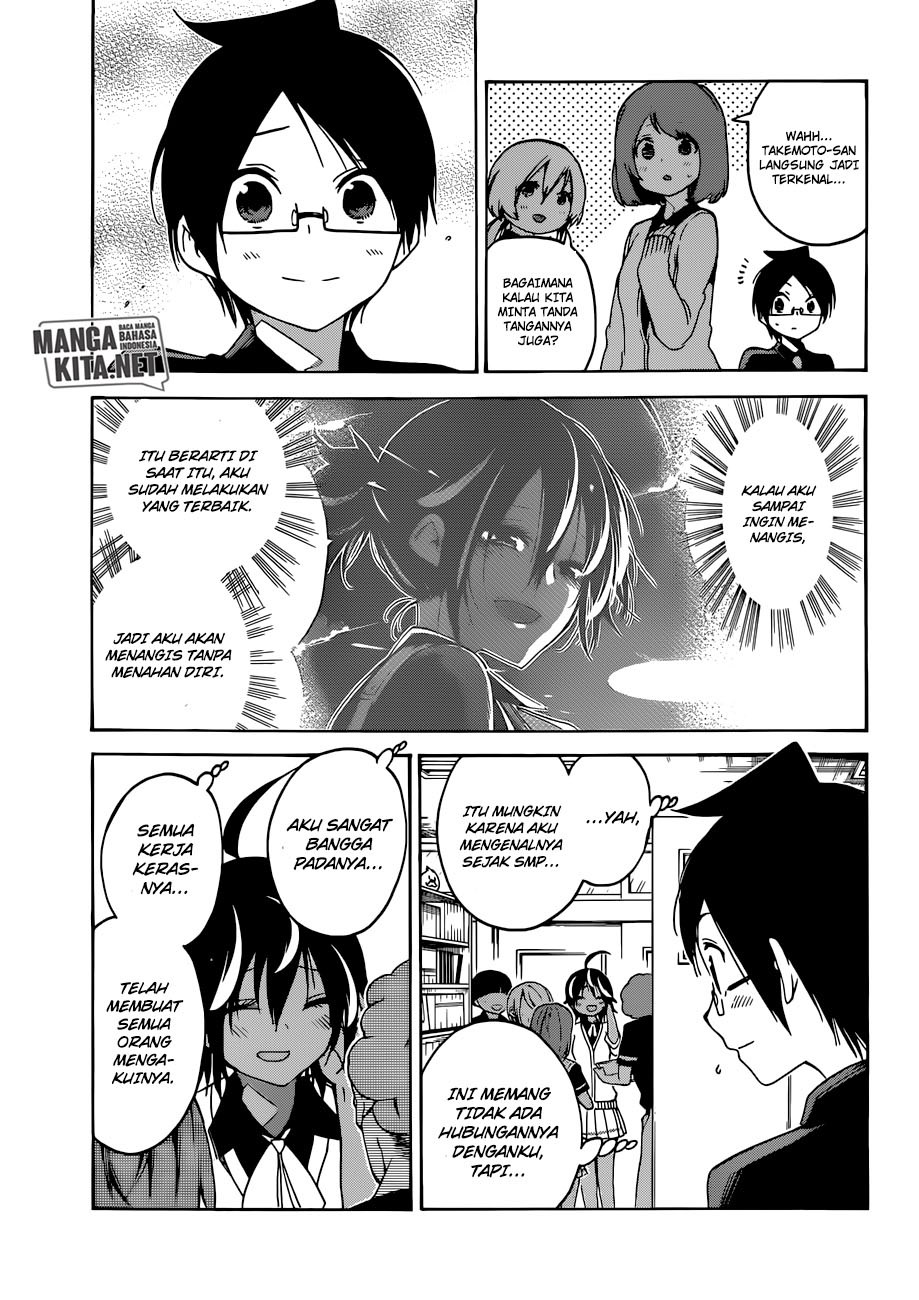 WAHH...
TAKEMOTO-SAN
LANGSUNG JADI
TERKENAL...
BAGAIMANA
KALAU KITA
MINTA TANDA
TANGANNYA
JUGA?
MANGA
KITA.NET
BACA MANGA
BAHASA
INDONESIA
KALAU AKU
SAMPAI
INGIN ME-
NANGIS,
ITU BERARTI DI
SAAT ITU, AKU
SUDAH MELAKUKAN
YANG TERBAIK.
JADI AKU AKAN
MENANGIS TANPA
MENAHAN DIRI.
...YAH,
ITU MUNGKIN
KARENA AKU
MENGENALNYA
SEJAK SMP...
INI MEMANG
TIDAK ADA
HUBUNGANNYA
DENGANKU,
TAPI...
AKU SANGAT
BANGGA
PADANYA...
SEMUA
KERJA
KERAS-
NYA...
TELAH
MEMBUAT
SEMUA
ORANG
MENGA-
KUINYA.